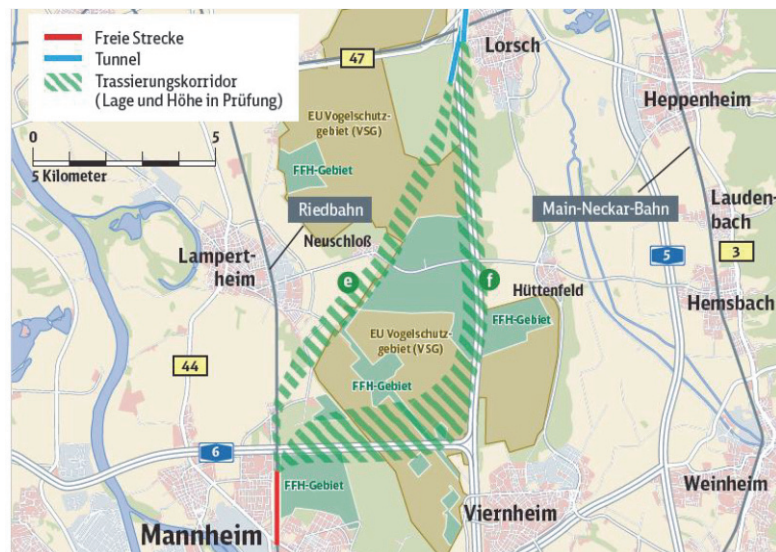 Freie Strecke
Tunnel
Trassierungskorridor
(Lage und Höhe in Prüfung)
0
5
5 Kilometer
47
Lorsch
Heppenheim
EU Vogelschutz-
gebiet (VSG)
FFH-Gebiet
Riedbahn
Neuschloß
Main-Neckar-Bahn
Lauden-
bach
3
Lampert-
heim
e
f
5
Hüttenfeld
Hemsbach
FFH-Gebiet
EU Vogelschutz-
gebiet (VSG)
44
FFH-Gebiet
6
FFH-Gebiet
Mannheim
Viernheim
Weinheim